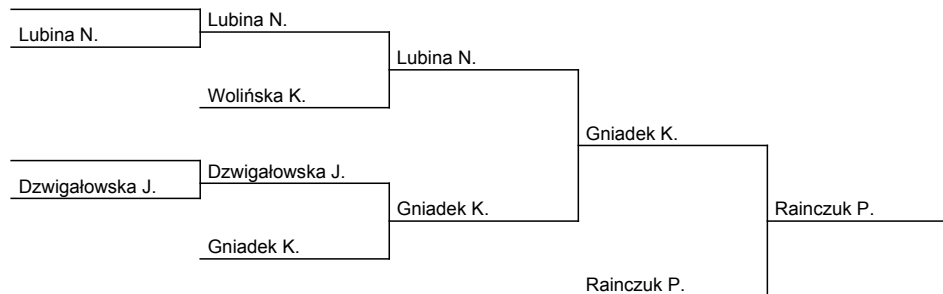 Lubina N.
Lubina N.
Lubina N.
Wolińska K.
Gniadek K.
Dzwigałowska J.
Dzwigałowska J.
Gniadek K.
Rainczuk P.
Gniadek K.
Rainczuk P.